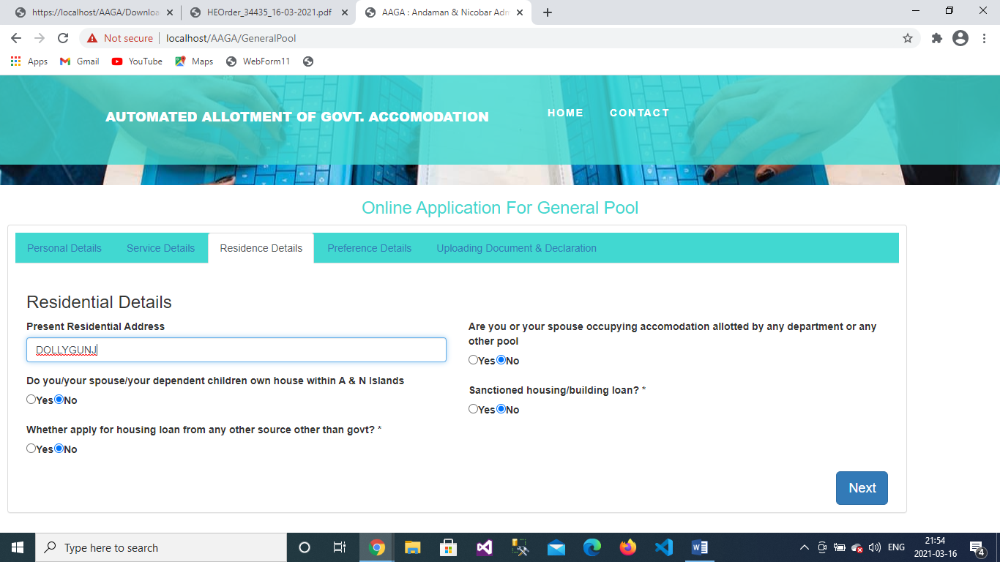 https://localhost/AAGA/Downloa
HEOrder_34435_16-03-2021.pdf
AAGA : Andaman & Nicobar Adm
Not secure
localhost/AAGA/GeneralPool
Apps
Gmail
YouTube
Maps
WebForm11
AUTOMATED ALLOTMENT OF GOVT. ACCOMODATION
HOME
CONTACT
Online Application For General Pool
Personal Details
Service Details
Residence Details
Preference Details
Uploading Document & Declaration
Residential Details
Present Residential Address
DOLLYGUNJ
Do you/your spouse/your dependent children own house within A & N Islands
Yes No
Whether apply for housing loan from any other source other than govt? *
Yes No
Are you or your spouse occupying accomodation allotted by any department or any
other pool
Yes No
Sanctioned housing/building loan? *
Yes No
Next
Type here to search
ENG
21:54
2021-03-16
4